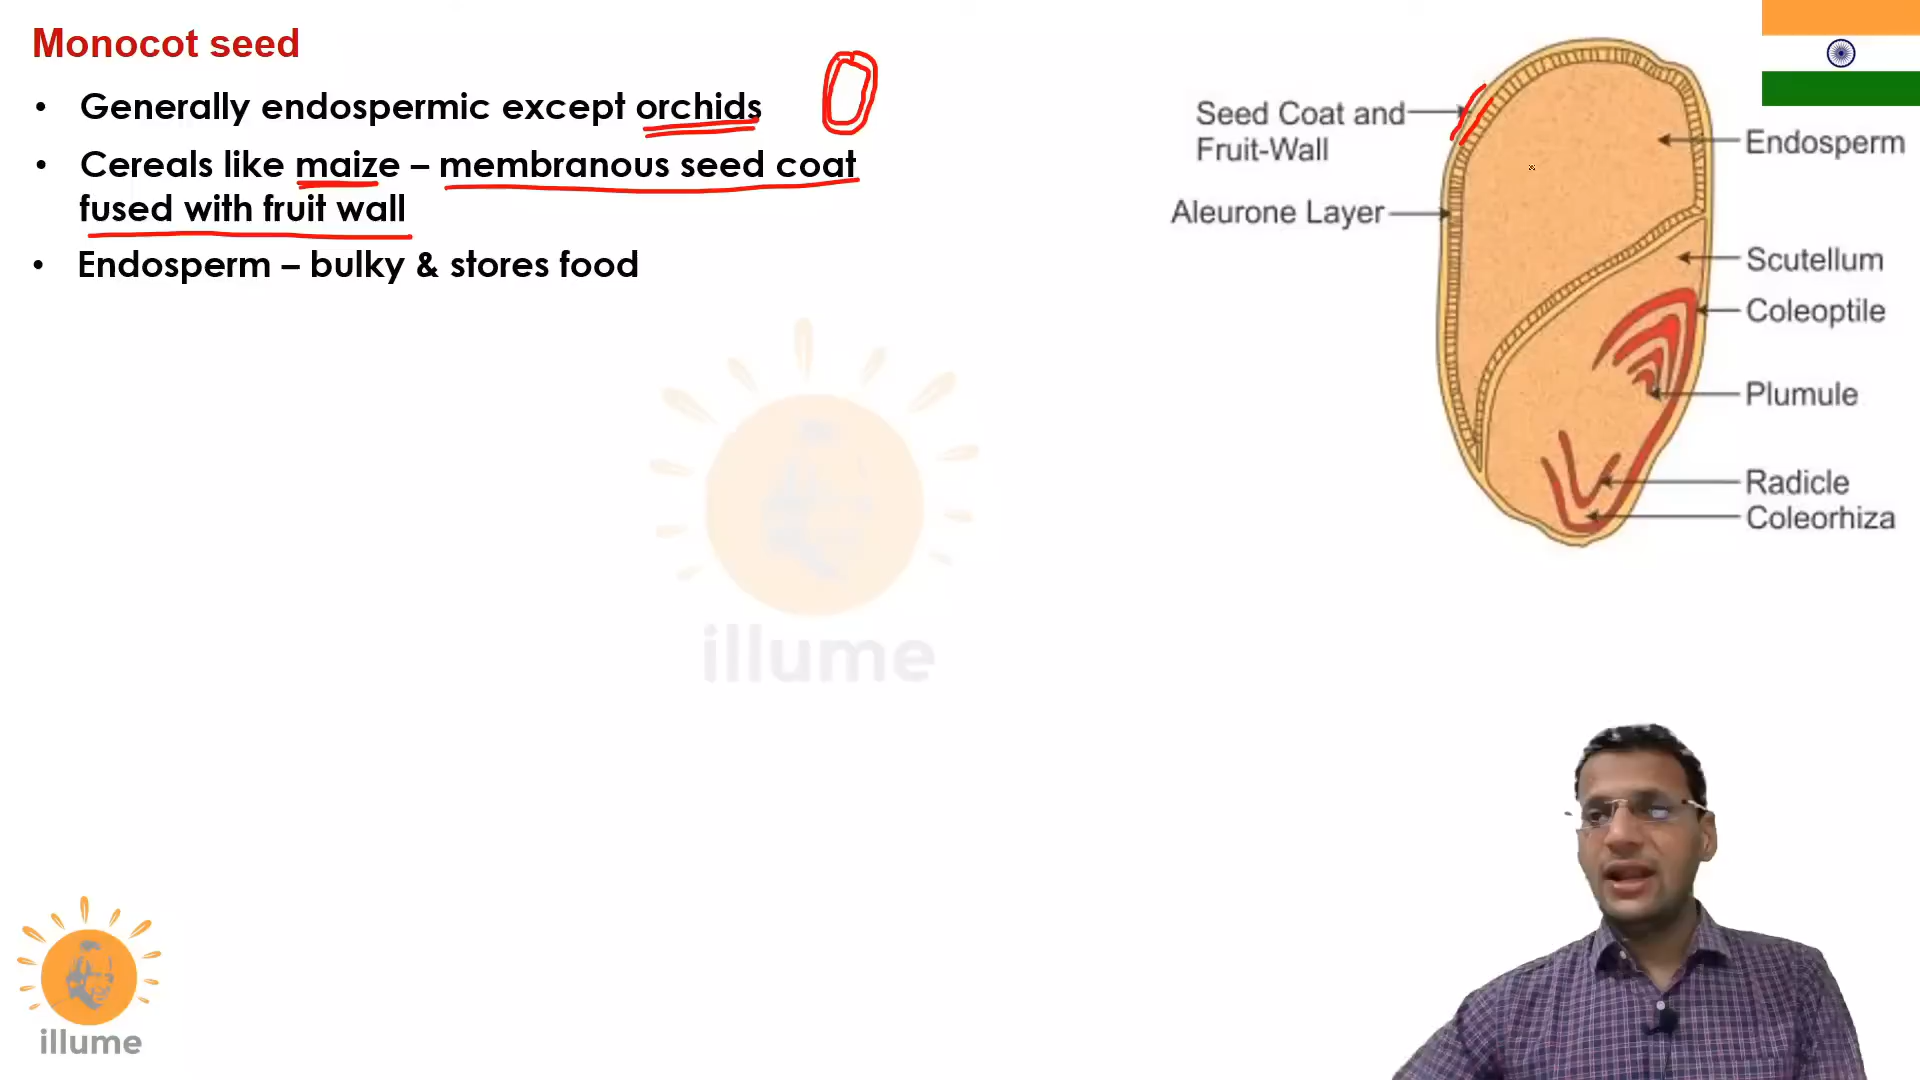 Monocot seed
• Generally endospermic except orchids
• Cereals like maize – membranous seed coat
fused with fruit wall
• Endosperm – bulky & stores food
Seed Coat and
Fruit-Wall
Aleurone Layer
Endosperm
Scutellum
Coleoptile
Plumule
Radicle
Coleorhiza
illume
illume